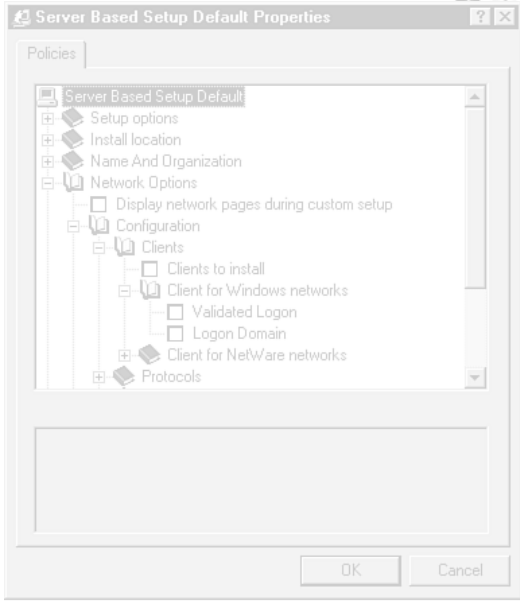 Server Based Setup Default Properties
Policies
Server Based Setup Default
Setup options
Install location
Name And Organization
Network Options
Display network pages during custom setup
Configuration
Clients
Clients to install
Client for Windows networks
Validated Logon
Logon Domain
Client for NetWare networks
Protocols
OK Cancel